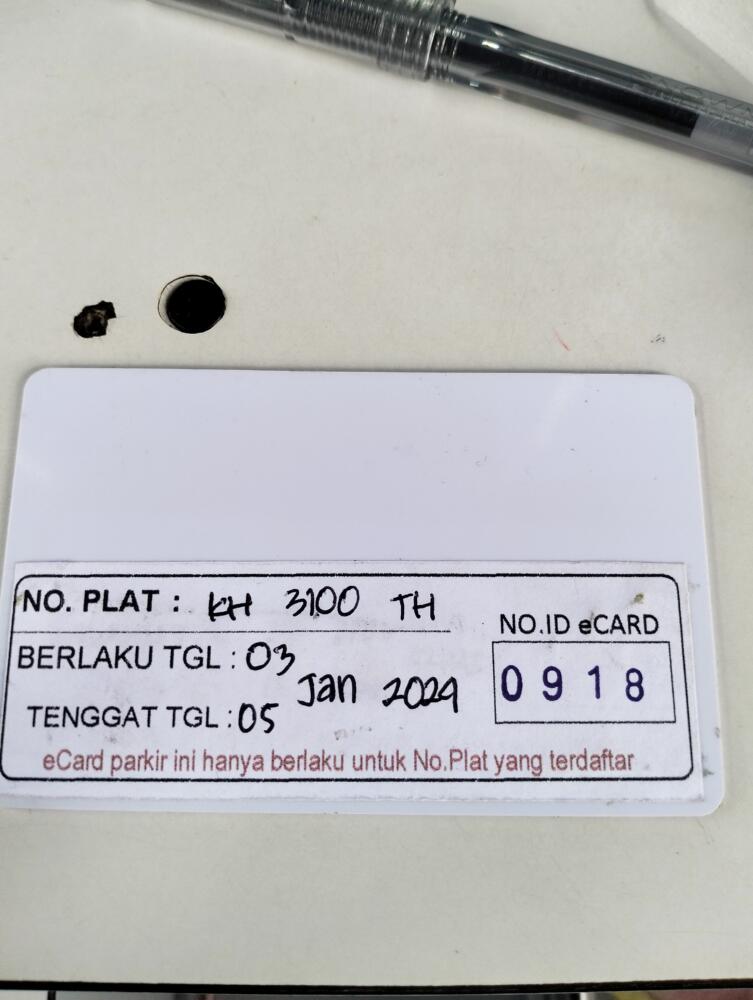 NO. PLAT : KH 3100 TH
NO.ID eCARD
BERLAKU TGL : 03
Jan 2024
0918
TENGGAT TGL : 05
eCard parkir ini hanya berlaku untuk No.Plat yang terdaftar